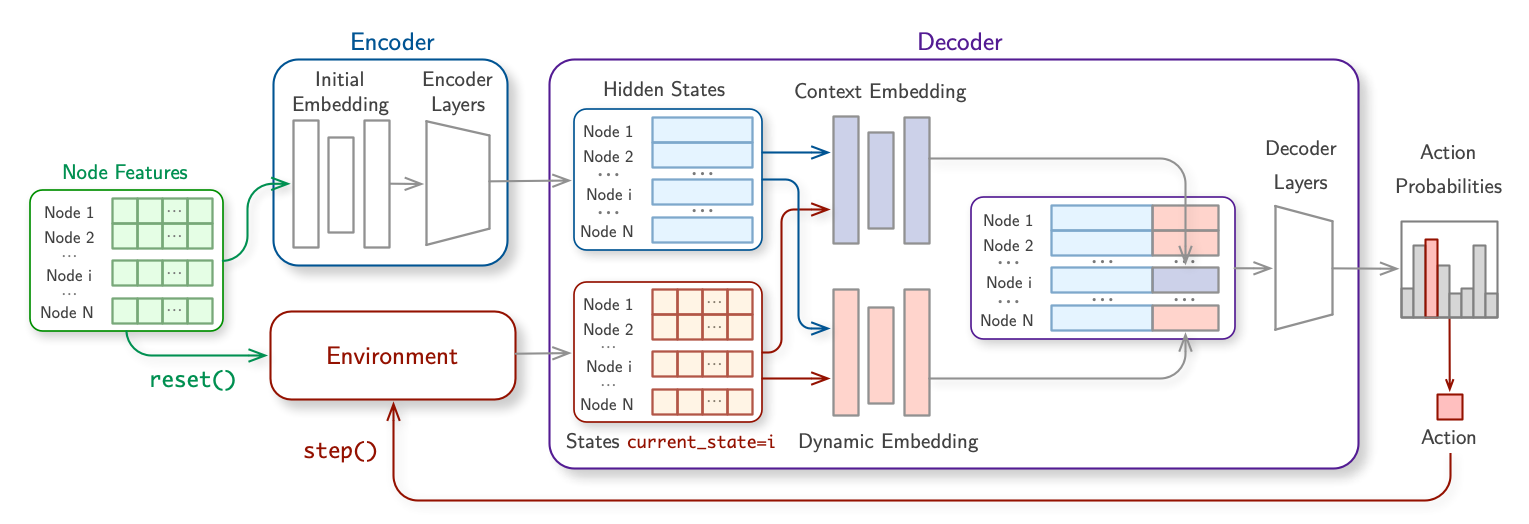 Encoder
Decoder
Initial
Embedding
Encoder
Layers
Hidden States
Node 1
Node 2
...
Node i
...
Node N
...
...
Context Embedding
Decoder
Layers
Action
Probabilities
Node Features
Node 1
...
Node 2
...
...
Node i
...
...
Node N
...
reset()
Environment
step()
Node 1
...
Node 2
...
...
Node i
...
...
Node N
...
States current_state=i
Dynamic Embedding
Node 1
Node 2
... ... ...
Node i
... ... ...
Node N
Action